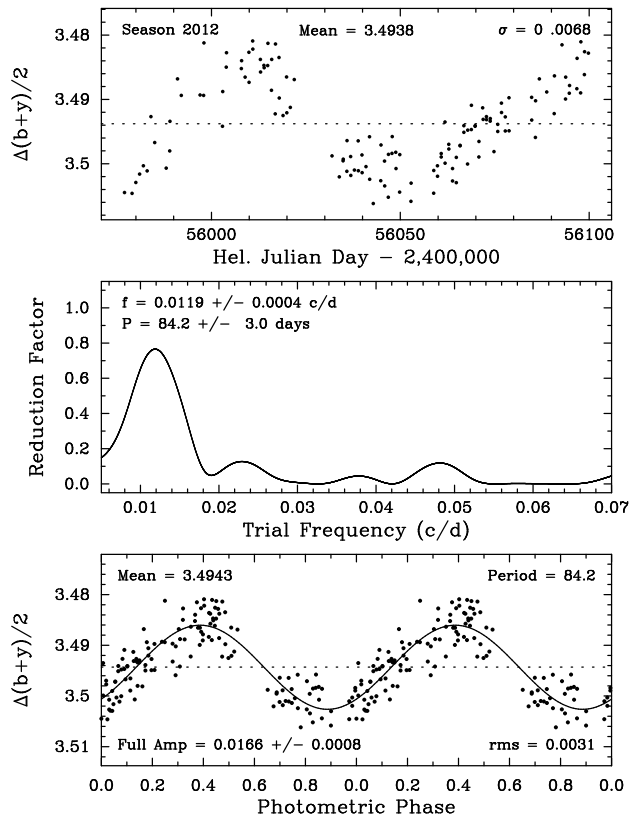 Season 2012 Mean = 3.4938 σ = 0 .0068
3.48
3.49
3.5
Δ(b+y)/2
56000 56050 56100
Hel. Julian Day − 2,400,000
f = 0.0119 +/− 0.0004 c/d
P = 84.2 +/− 3.0 days
1.0
0.8
0.6
0.4
0.2
0.0
Reduction Factor
0.01 0.02 0.03 0.04 0.05 0.06 0.07
Trial Frequency (c/d)
Mean = 3.4943 Period = 84.2
3.48
3.49
3.5
3.51
Δ(b+y)/2
Full Amp = 0.0166 +/− 0.0008 rms = 0.0031
0.0 0.2 0.4 0.6 0.8 0.0 0.2 0.4 0.6 0.8 0.0
Photometric Phase